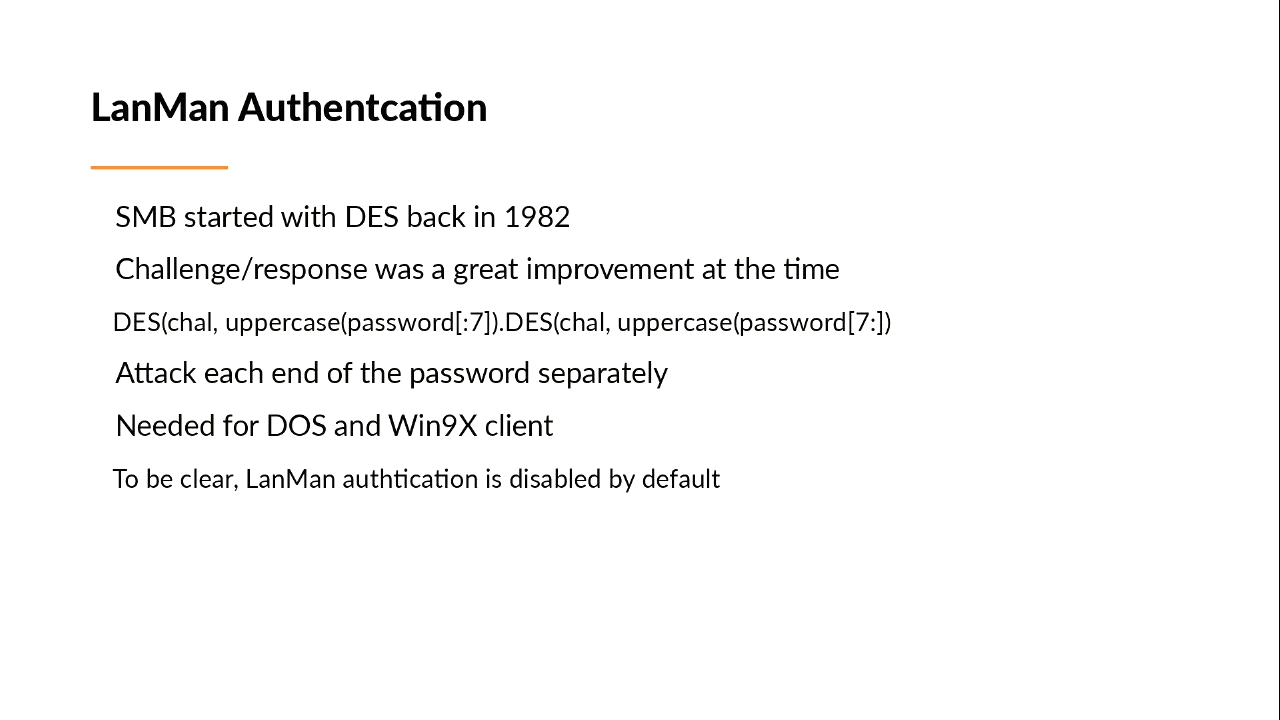 LanMan Authentcation
SMB started with DES back in 1982
Challenge/response was a great improvement at the time
DES(chal, uppercase(password[:7]).DES(chal, uppercase(password[7:])
Attack each end of the password separately
Needed for DOS and Win9X client
To be clear, LanMan authtication is disabled by default